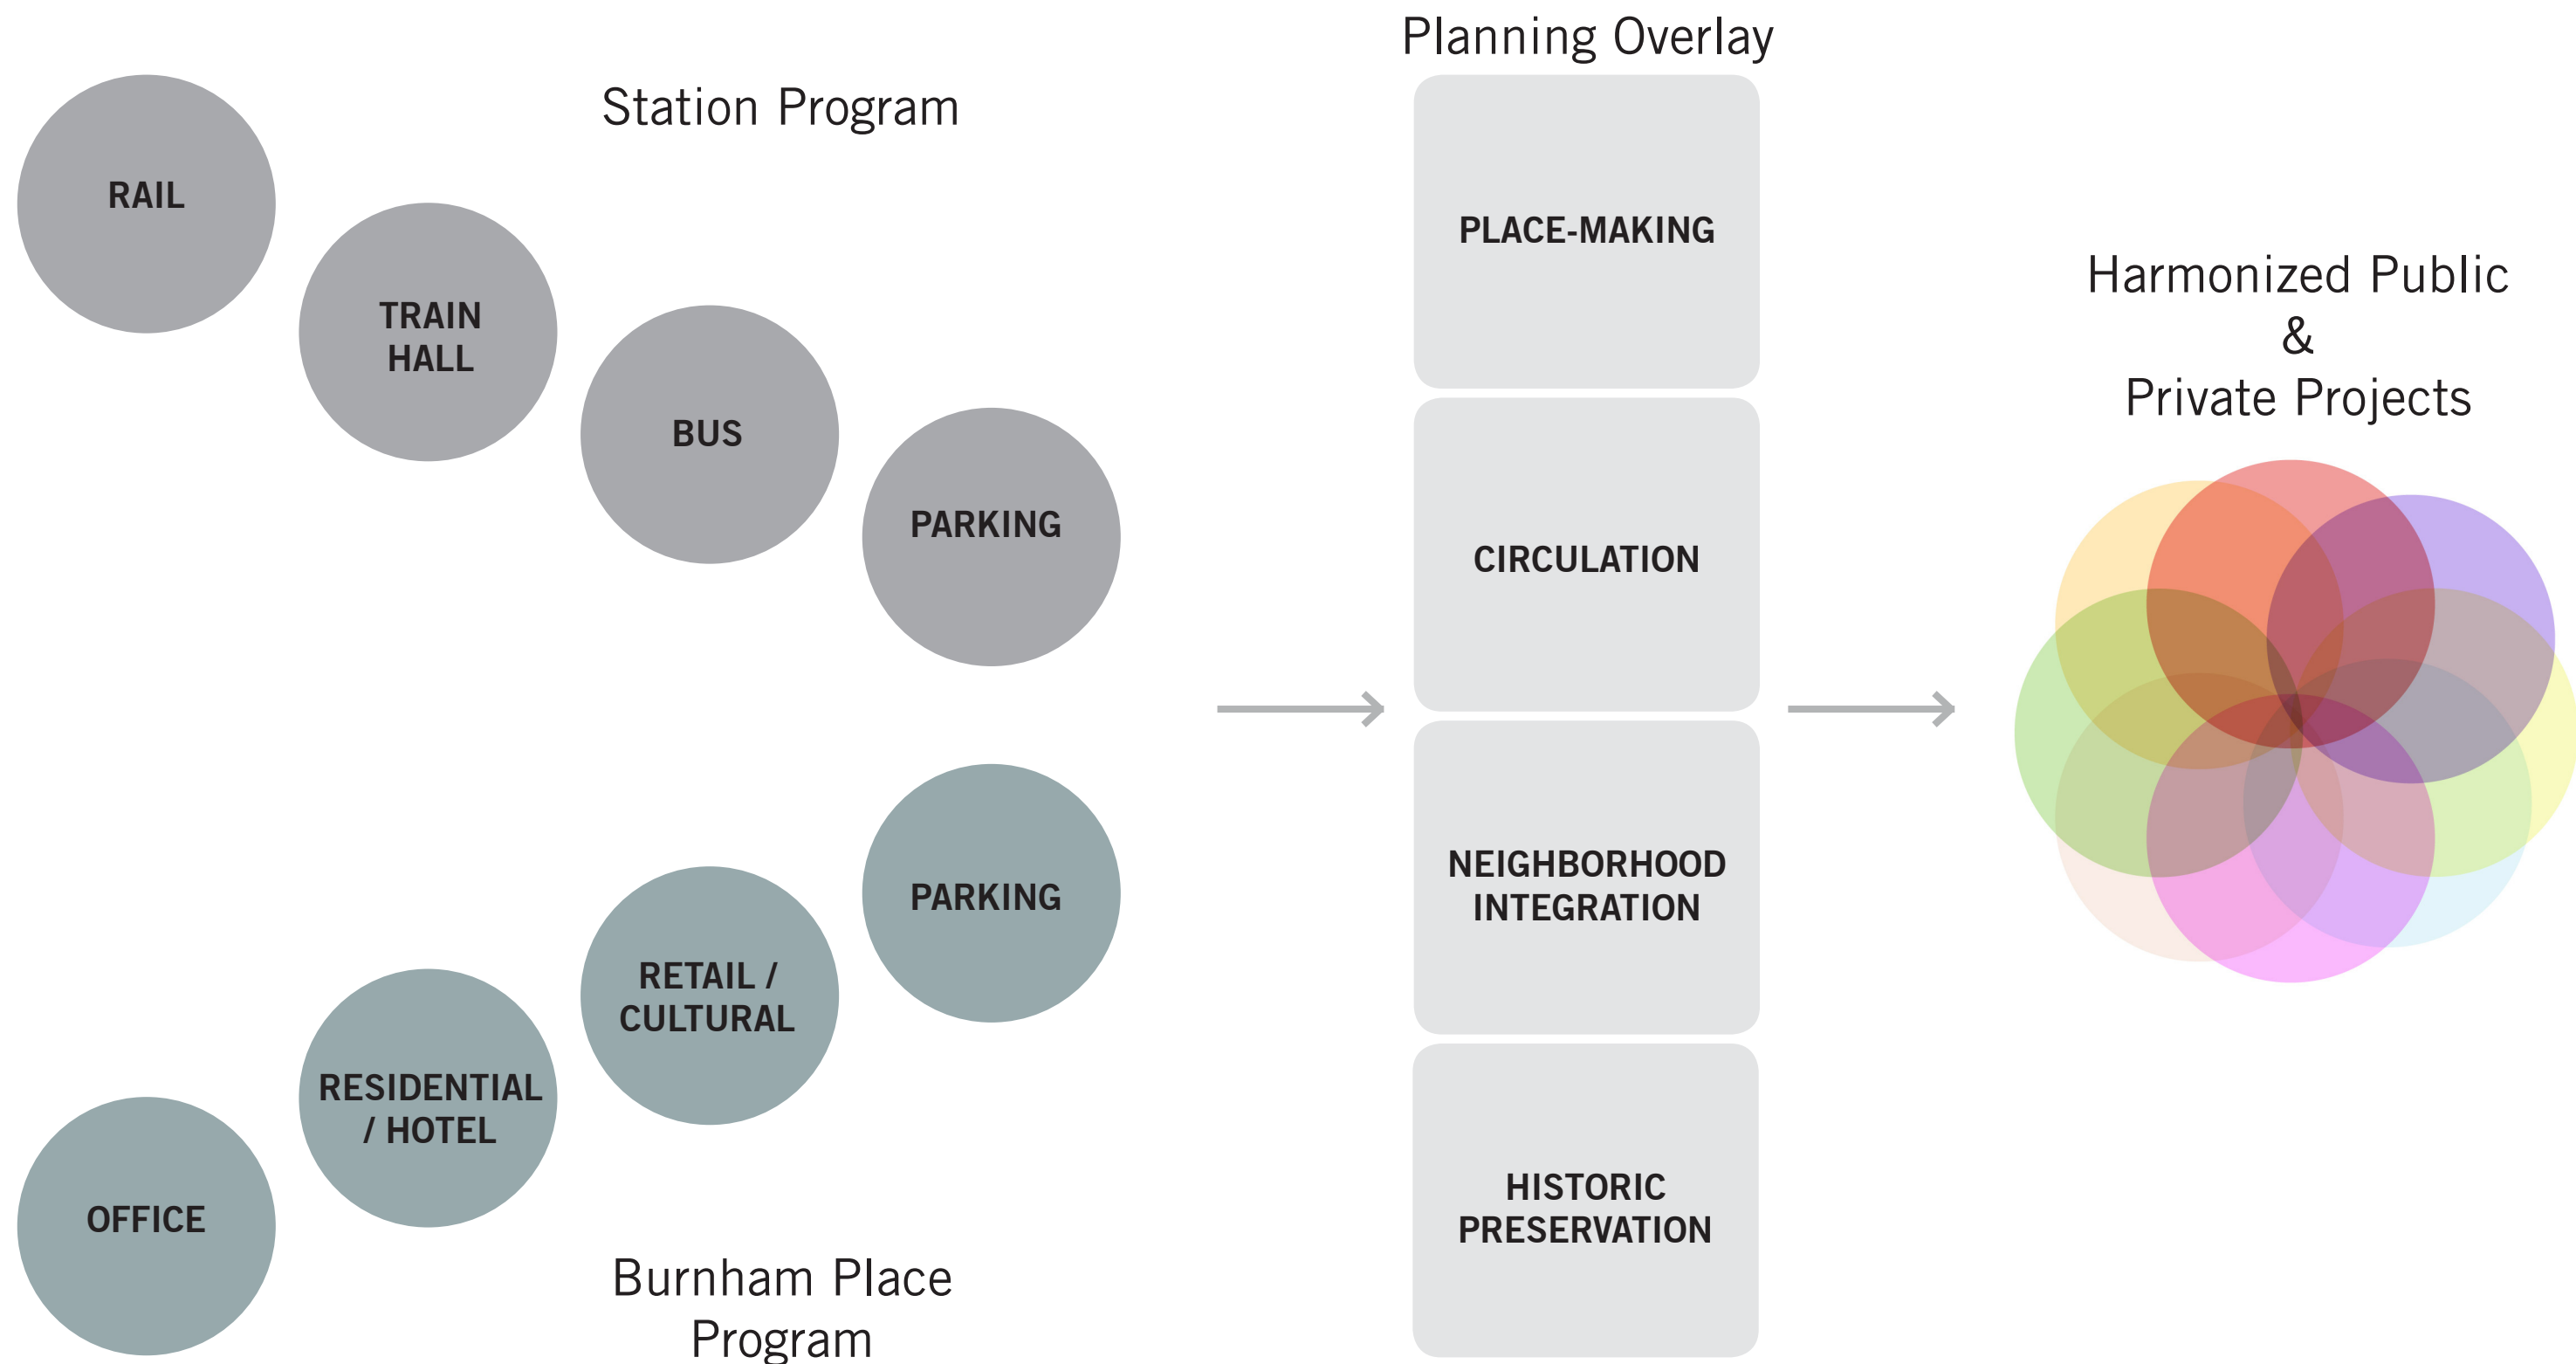 Station Program
RAIL
TRAIN
HALL
BUS
PARKING
PARKING
RETAIL /
CULTURAL
RESIDENTIAL
/ HOTEL
OFFICE
Burnham Place
Program
Planning Overlay
PLACE-MAKING
CIRCULATION
NEIGHBORHOOD
INTEGRATION
HISTORIC
PRESERVATION
Harmonized Public
&
Private Projects